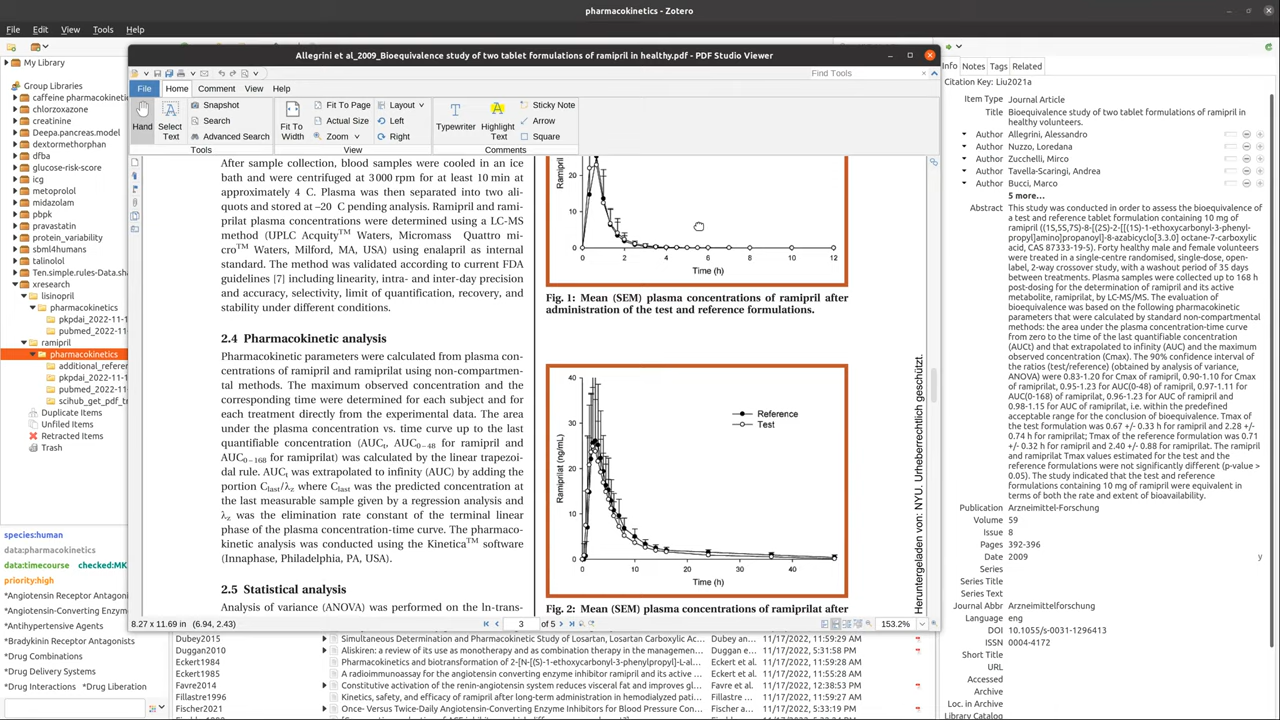 pharmacokinetics - Zotero
File Edit View Tools Help
My Library
Group Libraries
caffeine pharmacokinetic
chlorzoxazone
creatinine
Deepa.pancreas.model
dextormethorphan
dfba
glucose-risk-score
icg
metoprolol
midazolam
pbpk
pravastatin
protein_variability
sbml4humans
talinolol
Ten.simple.rules-Data.sha
xresearch
lisinopril
pharmacokinetics
pkpdai_2022-11-1
pubmed_2022-11-
ramipril
pharmacokinetics
additional_referen
pkpdai_2022-11-1
pubmed_2022-11-
scihub_get_pdf_tr
Duplicate Items
Unfiled Items
Retracted Items
Trash
species:human
data:pharmacokinetics
data:timecourse checked:MK
priority:high
*Angiotensin Receptor Antagon
*Angiotensin-Converting Enzym
*Antihypertensive Agents
*Bradykinin Receptor Antagonists
*Drug Combinations
*Drug Delivery Systems
*Drug Interactions *Drug Liberation
Allegrini et al_2009_Bioequivalence study of two tablet formulations of ramipril in healthy.pdf - PDF Studio Viewer
Find Tools
File Home Comment View Help
Hand
Select
Text
Snapshot
Search
Advanced Search
Tools
Fit To
Width
Fit To Page
Actual Size
Zoom
Layout
Left
Right
View
Typewriter
Highlight
Text
Sticky Note
Arrow
Square
Comments
After sample collection, blood samples were cooled in an ice
bath and were centrifuged at 3000 rpm for at least 10 min at
approximately 4 C. Plasma was then separated into two ali-
quots and stored at –20 C pending analysis. Ramipril and rami-
prilat plasma concentrations were determined using a LC-MS
method (UPLC Acquity™ Waters, Micromass Quattro mi-
cro™ Waters, Milford, MA, USA) using enalapril as internal
standard. The method was validated according to current FDA
guidelines [7] including linearity, intra- and inter-day precision
and accuracy, selectivity, limit of quantification, recovery, and
stability under different conditions.
2.4 Pharmacokinetic analysis
Pharmacokinetic parameters were calculated from plasma con-
centrations of ramipril and ramiprilat using non-compartmen-
tal methods. The maximum observed concentration and the
corresponding time were determined for each subject and for
each treatment directly from the experimental data. The area
under the plasma concentration vs. time curve up to the last
quantifiable concentration (AUCt, AUC0–48 for ramipril and
AUC0–168 for ramiprilat) was calculated by the linear trapezoi-
dal rule. AUCt was extrapolated to infinity (AUC) by adding the
portion Clast/λz where Clast was the predicted concentration at
the last measurable sample given by a regression analysis and
λz was the elimination rate constant of the terminal linear
phase of the plasma concentration-time curve. The pharmaco-
kinetic analysis was conducted using the Kinetica™ software
(Innaphase, Philadelphia, PA, USA).
2.5 Statistical analysis
Analysis of variance (ANOVA) was performed on the ln-trans-
Ramipril
20
10
0
0 2 4 6 8 10 12
Time (h)
Fig. 1: Mean (SEM) plasma concentrations of ramipril after
administration of the test and reference formulations.
Ramiprilat (ng/mL)
40
30
20
10
0
Reference
Test
0 10 20 30 40
Time (h)
Fig. 2: Mean (SEM) plasma concentrations of ramiprilat after
Heruntergeladen von: NYU. Urheberrechtlich geschützt.
8.27 x 11.69 in (6.94, 2.43)
3 of 5
153.2%
Dubey2015 Simultaneous Determination and Pharmacokinetic Study of Losartan, Losartan Carboxylic Ac... Dubey an... 11/17/2022, 11:59:29 AM
Duggan2010 Aliskiren: a review of its use as monotherapy and as combination therapy in the managemen... Duggan e... 11/17/2022, 5:31:58 PM
Eckert1984 Pharmacokinetics and biotransformation of 2-[N-[(S)-1-ethoxycarbonyl-3-phenylpropyl]-L-al... Eckert et al. 11/17/2022, 11:59:28 AM
Eckert1985 A radioimmunoassay for the angiotensin converting enzyme inhibitor ramipril and its active m... Eckert et al. 11/17/2022, 11:59:29 AM
Favre2014 Constitutive activation of the renin-angiotensin system reduces visceral fat and improves gl... Favre et al. 11/17/2022, 12:38:53 PM
Fillastre1996 Kinetics, safety, and efficacy of ramipril after long-term administration in hemodialyzed pati... Fillastre et... 11/17/2022, 11:59:27 AM
Fischer2021 Once- Versus Twice-Daily Angiotensin-Converting Enzyme Inhibitors for Blood Pressure Con... Fischer a... 11/17/2022, 5:33:19 PM
Info Notes Tags Related
Citation Key: Liu2021a
Item Type Journal Article
Title Bioequivalence study of two tablet formulations of ramipril in
healthy volunteers.
Author Allegrini, Alessandro
Author Nuzzo, Loredana
Author Zucchelli, Mirco
Author Tavella-Scaringi, Andrea
Author Bucci, Marco
5 more...
Abstract This study was conducted in order to assess the bioequivalence of
a test and reference tablet formulation containing 10 mg of
ramipril ((1S,5S,7S)-8-[(2S)-2-[[(1S)-1-ethoxycarbonyl-3-phenyl-
propyl]amino]propanoyl]-8-azabicyclo[3.3.0] octane-7-carboxylic
acid, CAS 87333-19-5). Forty healthy male and female volunteers
were treated in a single-centre randomised, single-dose, open-
label, 2-way crossover study, with a washout period of 35 days
between treatments. Plasma samples were collected up to 168 h
post-dosing for the determination of ramipril and its active
metabolite, ramiprilat, by LC-MS/MS. The evaluation of
bioequivalence was based on the following pharmacokinetic
parameters that were calculated by standard non-compartmental
methods: the area under the plasma concentration-time curve
from zero to the time of the last quantifiable concentration
(AUCt) and that extrapolated to infinity (AUC) and the maximum
observed concentration (Cmax). The 90% confidence interval of
the ratios (test/reference) (obtained by analysis of variance,
ANOVA) were 0.83-1.20 for Cmax of ramipril, 0.90-1.10 for Cmax
of ramiprilat, 0.95-1.23 for AUC(0-48) of ramipril, 0.97-1.11 for
AUC(0-168) of ramiprilat, 0.96-1.23 for AUC of ramipril and
0.98-1.15 for AUC of ramiprilat, i.e. within the predefined
acceptable range for the conclusion of bioequivalence. Tmax of
the test formulation was 0.67 +/- 0.33 h for ramipril and 2.28 +/-
0.74 h for ramiprilat; Tmax of the reference formulation was 0.71
+/- 0.32 h for ramipril and 2.40 +/- 0.88 for ramiprilat. The ramipril
and ramiprilat Tmax values estimated for the test and the
reference formulations were not significantly different (p-value >
0.05). The study indicated that the test and reference
formulations containing 10 mg of ramipril were equivalent in
terms of both the rate and extent of bioavailability.
Publication Arzneimittel-Forschung
Volume 59
Issue 8
Pages 392-396
Date 2009 y
Series
Series Title
Series Text
Journal Abbr Arzneimittelforschung
Language eng
DOI 10.1055/s-0031-1296413
ISSN 0004-4172
Short Title
URL
Accessed
Archive
Loc. in Archive
Library Catalog